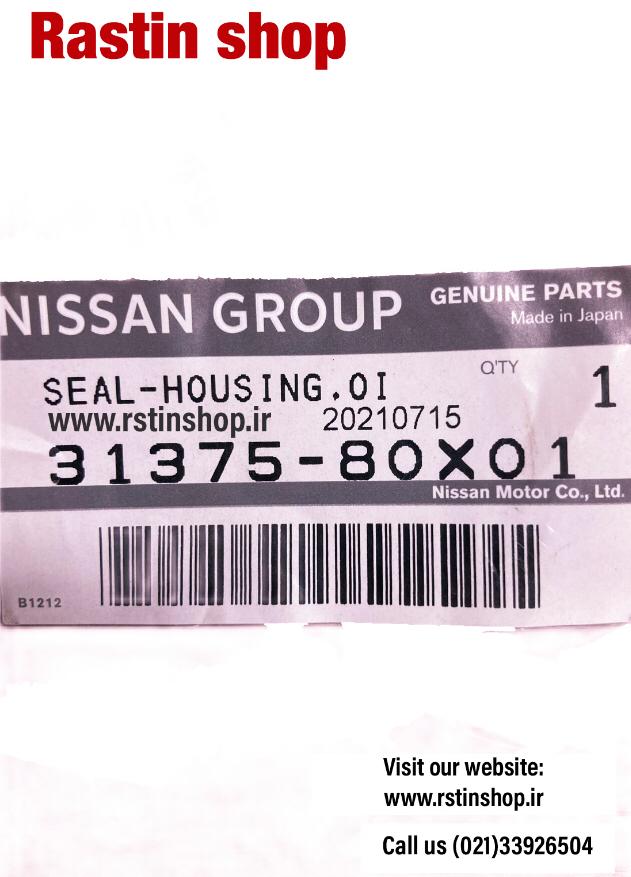 Rastin shop
NISSAN GROUP GENUINE PARTS
Made in Japan
SEAL-HOUSING,OI Q'TY 1
www.rstinshop.ir 20210715
31375-80X01
Nissan Motor Co., Ltd.
B1212
Visit our website:
www.rstinshop.ir
Call us (021)33926504